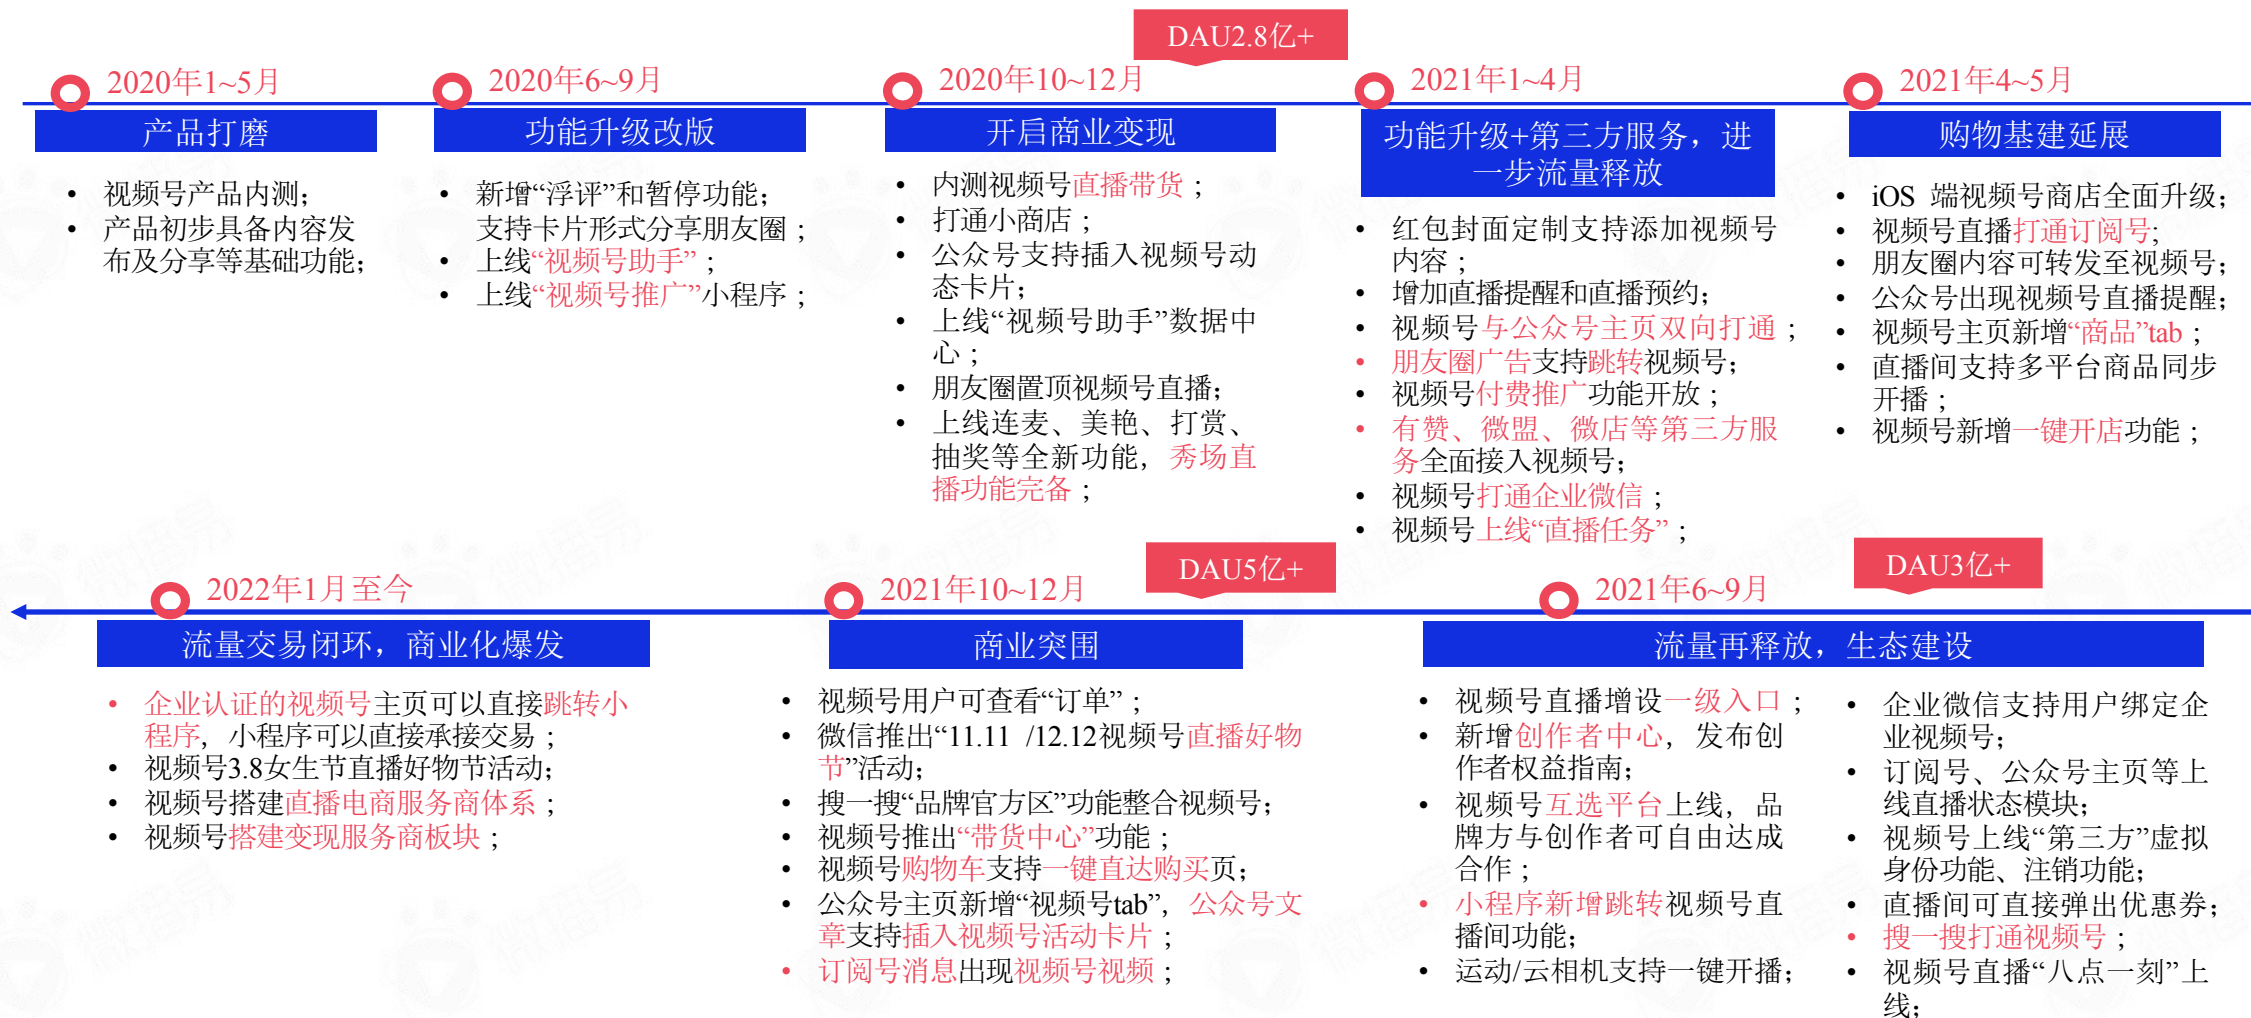 DAU2.8亿+
2020年1~5月
产品打磨
• 视频号产品内测；
• 产品初步具备内容发
布及分享等基础功能；
2020年6~9月
功能升级改版
• 新增“浮评”和暂停功能；
支持卡片形式分享朋友圈；
• 上线“视频号助手”；
• 上线“视频号推广”小程序；
2020年10~12月
开启商业变现
• 内测视频号直播带货；
• 打通小商店；
• 公众号支持插入视频号动
态卡片；
• 上线“视频号助手”数据中
心；
• 朋友圈置顶视频号直播；
• 上线连麦、美艳、打赏、
抽奖等全新功能，秀场直
播功能完备；
2021年1~4月
功能升级+第三方服务，进
一步流量释放
• 红包封面定制支持添加视频号
内容；
• 增加直播提醒和直播预约；
• 视频号与公众号主页双向打通；
• 朋友圈广告支持跳转视频号；
• 视频号付费推广功能开放；
• 有赞、微盟、微店等第三方服
务全面接入视频号；
• 视频号打通企业微信；
• 视频号上线“直播任务”；
2021年4~5月
购物基建延展
• iOS 端视频号商店全面升级；
• 视频号直播打通订阅号;
• 朋友圈内容可转发至视频号；
• 公众号出现视频号直播提醒；
• 视频号主页新增“商品”tab；
• 直播间支持多平台商品同步
开播；
• 视频号新增一键开店功能；
DAU3亿+
2021年6~9月
流量再释放，生态建设
• 视频号直播增设一级入口；
• 新增创作者中心，发布创
作者权益指南；
• 视频号互选平台上线，品
牌方与创作者可自由达成
合作；
• 小程序新增跳转视频号直
播间功能；
• 运动/云相机支持一键开播；
• 企业微信支持用户绑定企
业视频号；
• 订阅号、公众号主页等上
线直播状态模块；
• 视频号上线“第三方”虚拟
身份功能、注销功能；
• 直播间可直接弹出优惠券；
• 搜一搜打通视频号；
• 视频号直播“八点一刻”上
线；
DAU5亿+
2021年10~12月
商业突围
• 视频号用户可查看“订单”；
• 微信推出“11.11 /12.12视频号直播好物
节”活动；
• 搜一搜“品牌官方区”功能整合视频号；
• 视频号推出“带货中心”功能；
• 视频号购物车支持一键直达购买页；
• 公众号主页新增“视频号tab”，公众号文
章支持插入视频号活动卡片；
• 订阅号消息出现视频号视频；
2022年1月至今
流量交易闭环，商业化爆发
• 企业认证的视频号主页可以直接跳转小
程序，小程序可以直接承接交易；
• 视频号3.8女生节直播好物节活动；
• 视频号搭建直播电商服务商体系；
• 视频号搭建变现服务商板块；
微播易